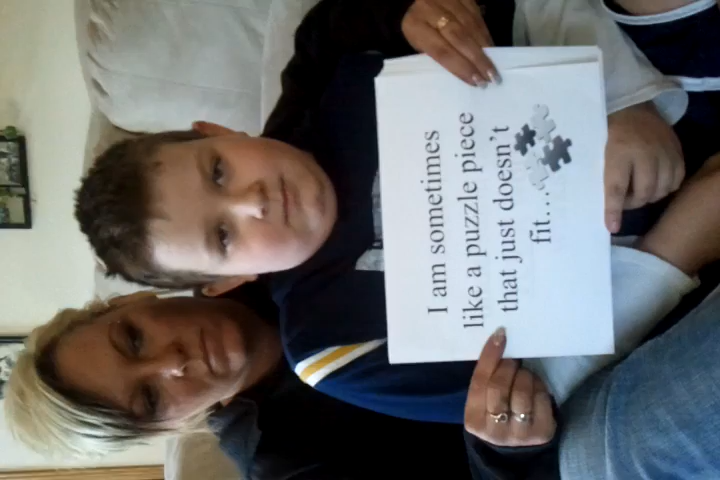 I am sometimes
like a puzzle piece
that just doesn't
fit...